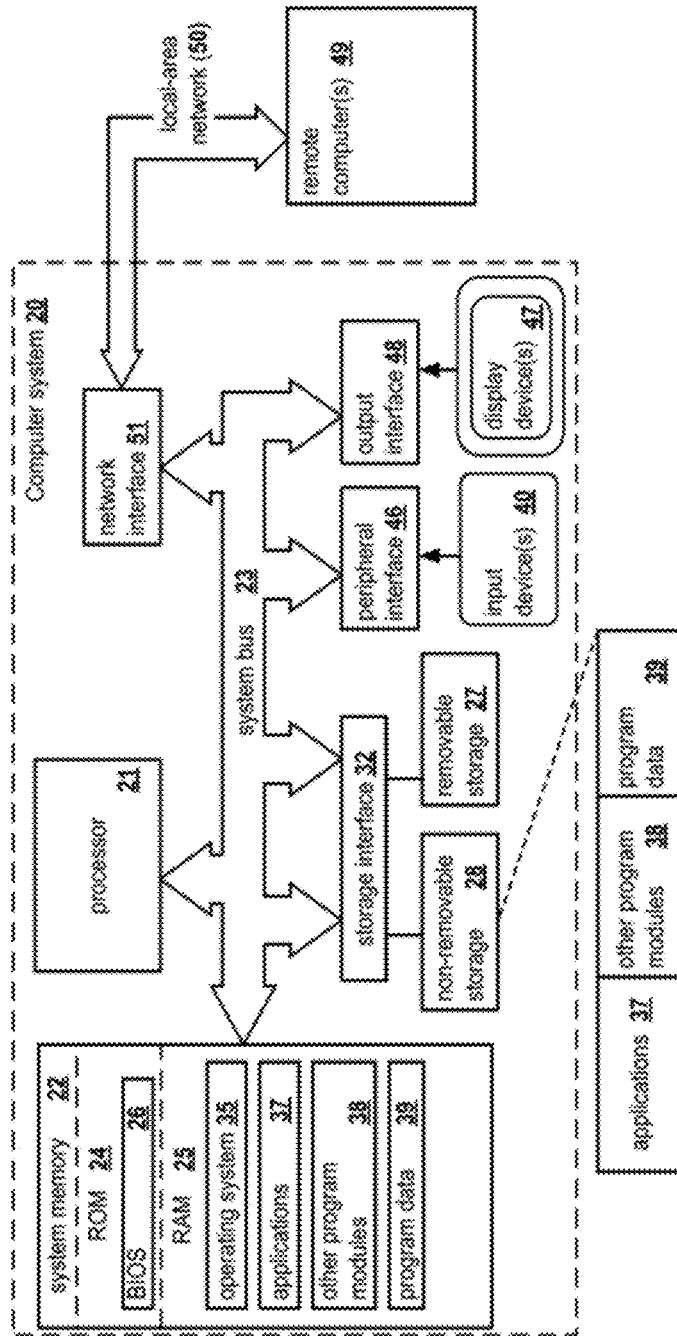 Computer system 20
system memory 22
ROM 24
BIOS 26
RAM 25
operating system 35
applications 37
other program
modules 38
program data 39
processor 21
system bus 23
network
interface 51
local-area
network (50)
remote
computer(s) 49
storage interface 32
peripheral
interface 46
output
interface 48
non-removable
storage 28
removable
storage 27
input
device(s) 40
display
device(s) 47
applications 37
other program
modules 38
program
data 39